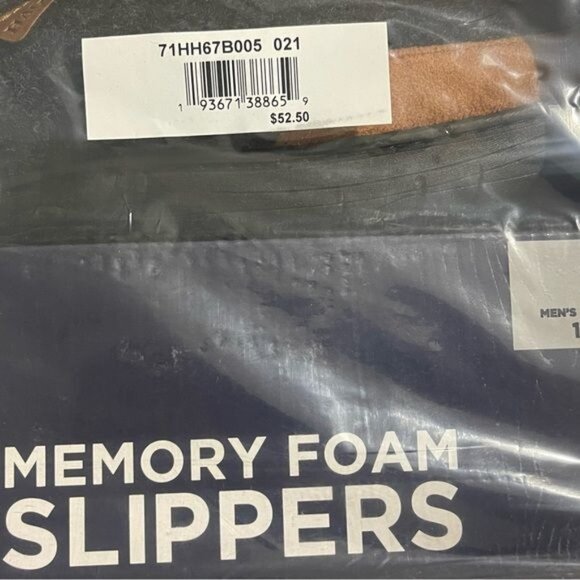 71HH67B005 021
1 93671 38865 9
$52.50
MEN'S
1
MEMORY FOAM
SLIPPERS